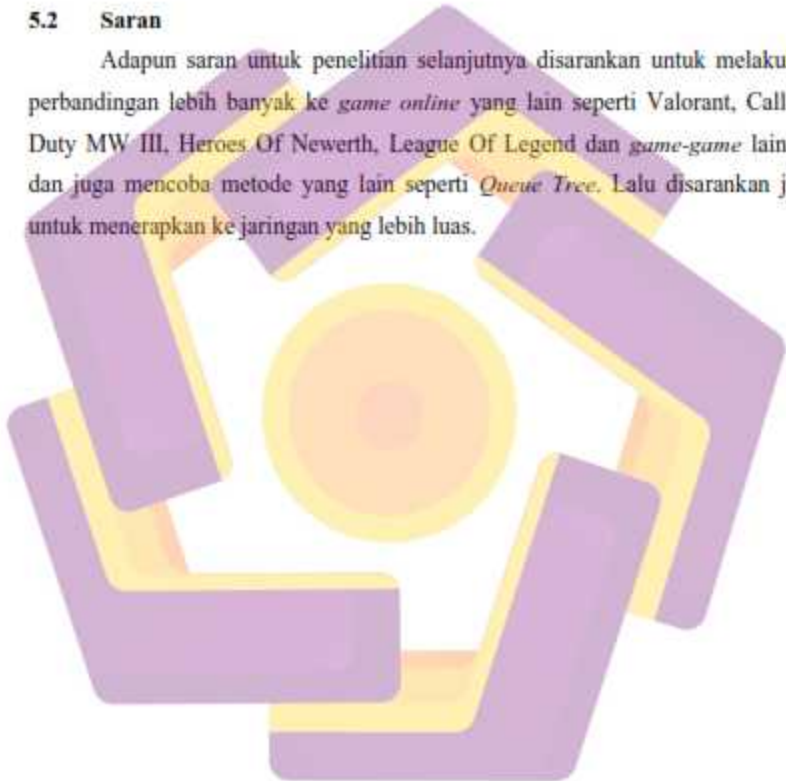 5.2 Saran
Adapun saran untuk penelitian selanjutnya disarankan untuk melaku
perbandingan lebih banyak ke game online yang lain seperti Valorant, Call
Duty MW III, Heroes Of Newerth, League Of Legend dan game-game lain
dan juga mencoba metode yang lain seperti Queue Tree. Lalu disarankan j
untuk menerapkan ke jaringan yang lebih luas.